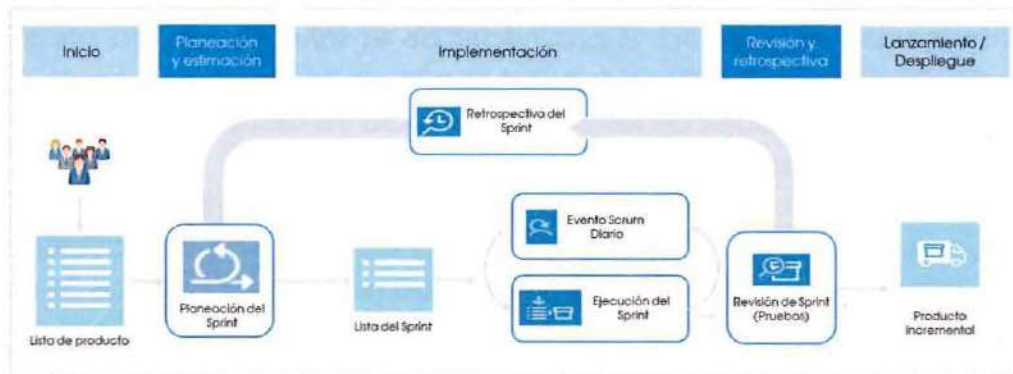 Inicio
Planeación
y estimación
Implementación
Revisión y
retrospectiva
Lanzamiento /
Despliegue
Retrospectiva del
Sprint
Evento Scrum
Diario
Planeación del
Sprint
Lista del Sprint
Ejecución del
Sprint
Revisión de Sprint
(Pruebas)
Lista de producto
Producto
incremental